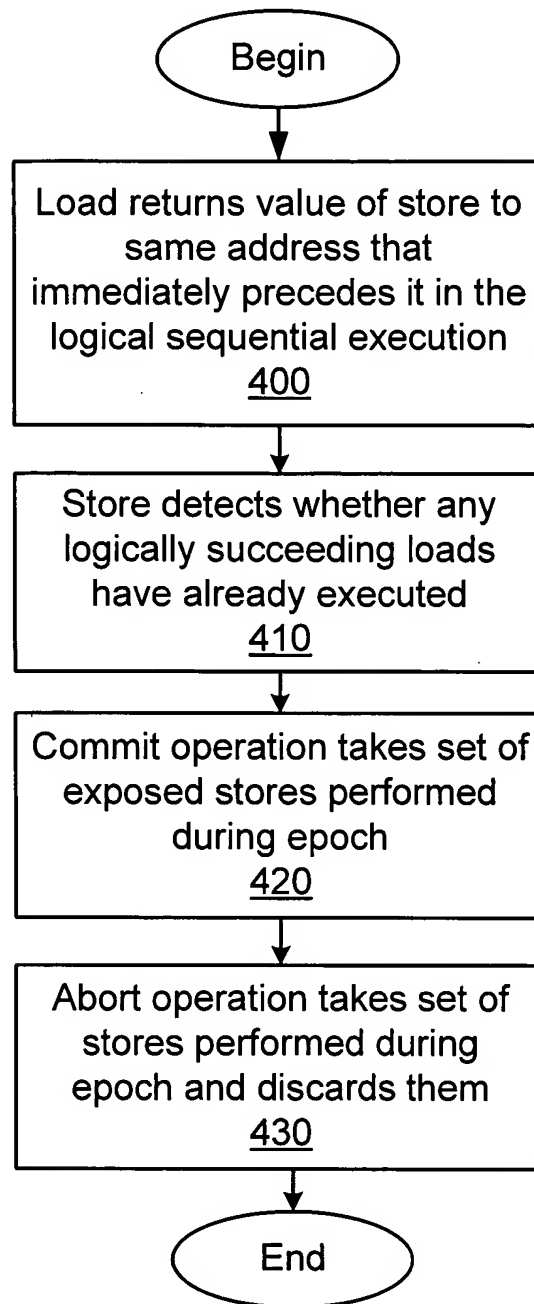 Begin
Load returns value of store to
same address that
immediately precedes it in the
logical sequential execution
400
Store detects whether any
logically succeeding loads
have already executed
410
Commit operation takes set of
exposed stores performed
during epoch
420
Abort operation takes set of
stores performed during
epoch and discards them
430
End